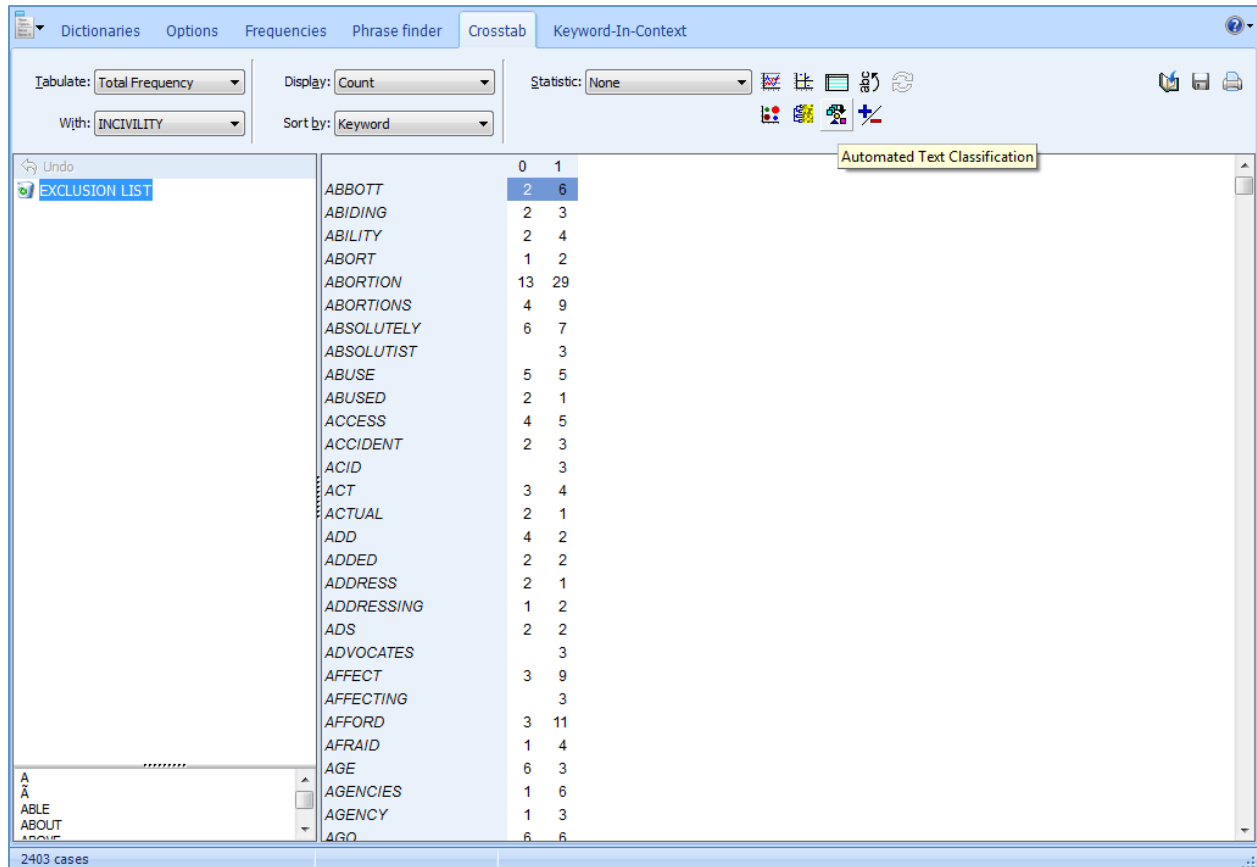 Dictionaries Options Frequencies Phrase finder Crosstab Keyword-In-Context
Tabulate: Total Frequency Display: Count Statistic: None
With: INCIVILITY Sort by: Keyword
Automated Text Classification
Undo
EXCLUSION LIST
0 1
ABBOTT 2 6
ABIDING 2 3
ABILITY 2 4
ABORT 1 2
ABORTION 13 29
ABORTIONS 4 9
ABSOLUTELY 6 7
ABSOLUTIST 3
ABUSE 5 5
ABUSED 2 1
ACCESS 4 5
ACCIDENT 2 3
ACID 3
ACT 3 4
ACTUAL 2 1
ADD 4 2
ADDED 2 2
ADDRESS 2 1
ADDRESSING 1 2
ADS 2 2
ADVOCATES 3
AFFECT 3 9
AFFECTING 3
AFFORD 3 11
AFRAID 1 4
AGE 6 3
AGENCIES 1 6
AGENCY 1 3
AGO 6 6
A
Ã
ABLE
ABOUT
ABOVE
2403 cases